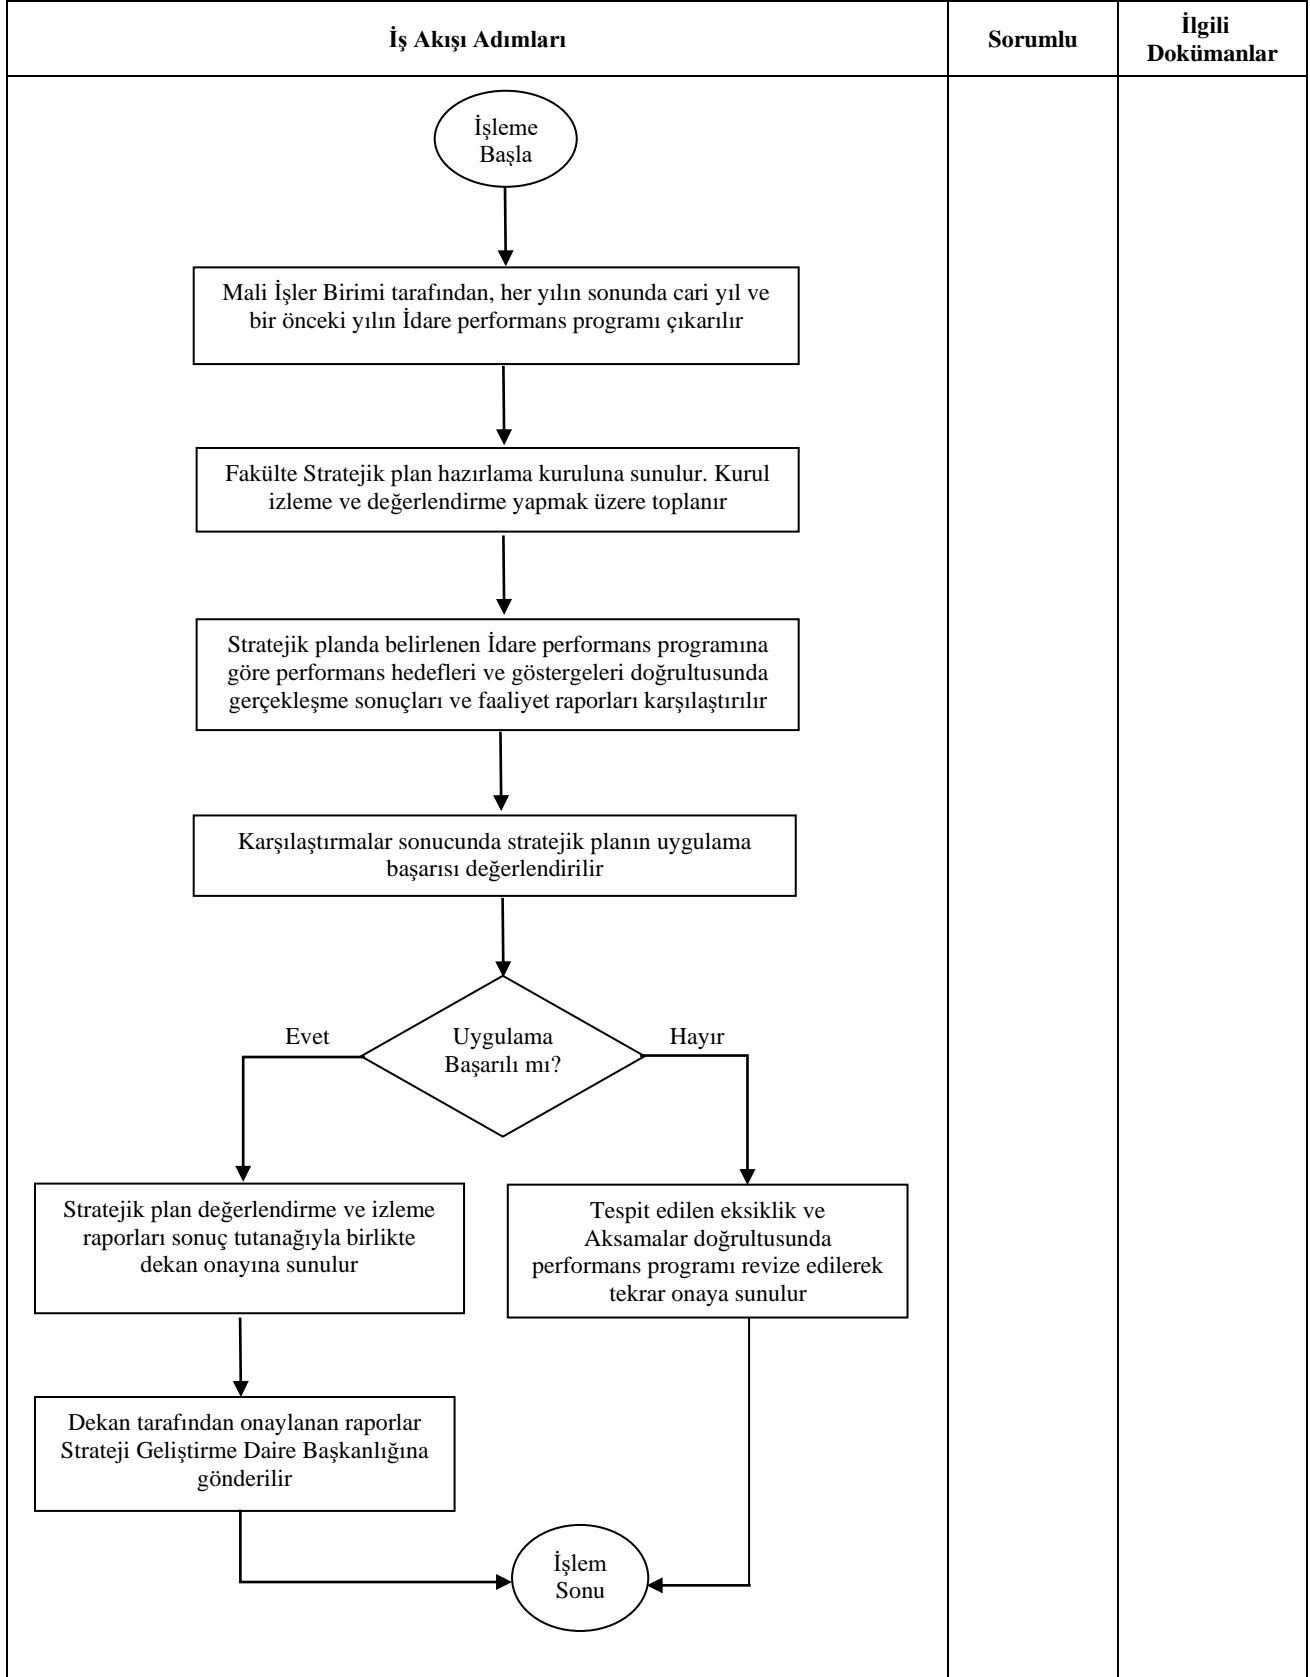 İş Akışı Adımları
Sorumlu
İlgili
Dokümanlar
İşleme
Başla
Mali İşler Birimi tarafından, her yılın sonunda cari yıl ve
bir önceki yılın İdare performans programı çıkarılır
Fakülte Stratejik plan hazırlama kuruluna sunulur. Kurul
izleme ve değerlendirme yapmak üzere toplanır
Stratejik planda belirlenen İdare performans programına
göre performans hedefleri ve göstergeleri doğrultusunda
gerçekleşme sonuçları ve faaliyet raporları karşılaştırılır
Karşılaştırmalar sonucunda stratejik planın uygulama
başarısı değerlendirilir
Evet
Uygulama
Başarılı mı?
Hayır
Stratejik plan değerlendirme ve izleme
raporları sonuç tutanağıyla birlikte
dekan onayına sunulur
Tespit edilen eksiklik ve
Aksamalar doğrultusunda
performans programı revize edilerek
tekrar onaya sunulur
Dekan tarafından onaylanan raporlar
Strateji Geliştirme Daire Başkanlığına
gönderilir
İşlem
Sonu